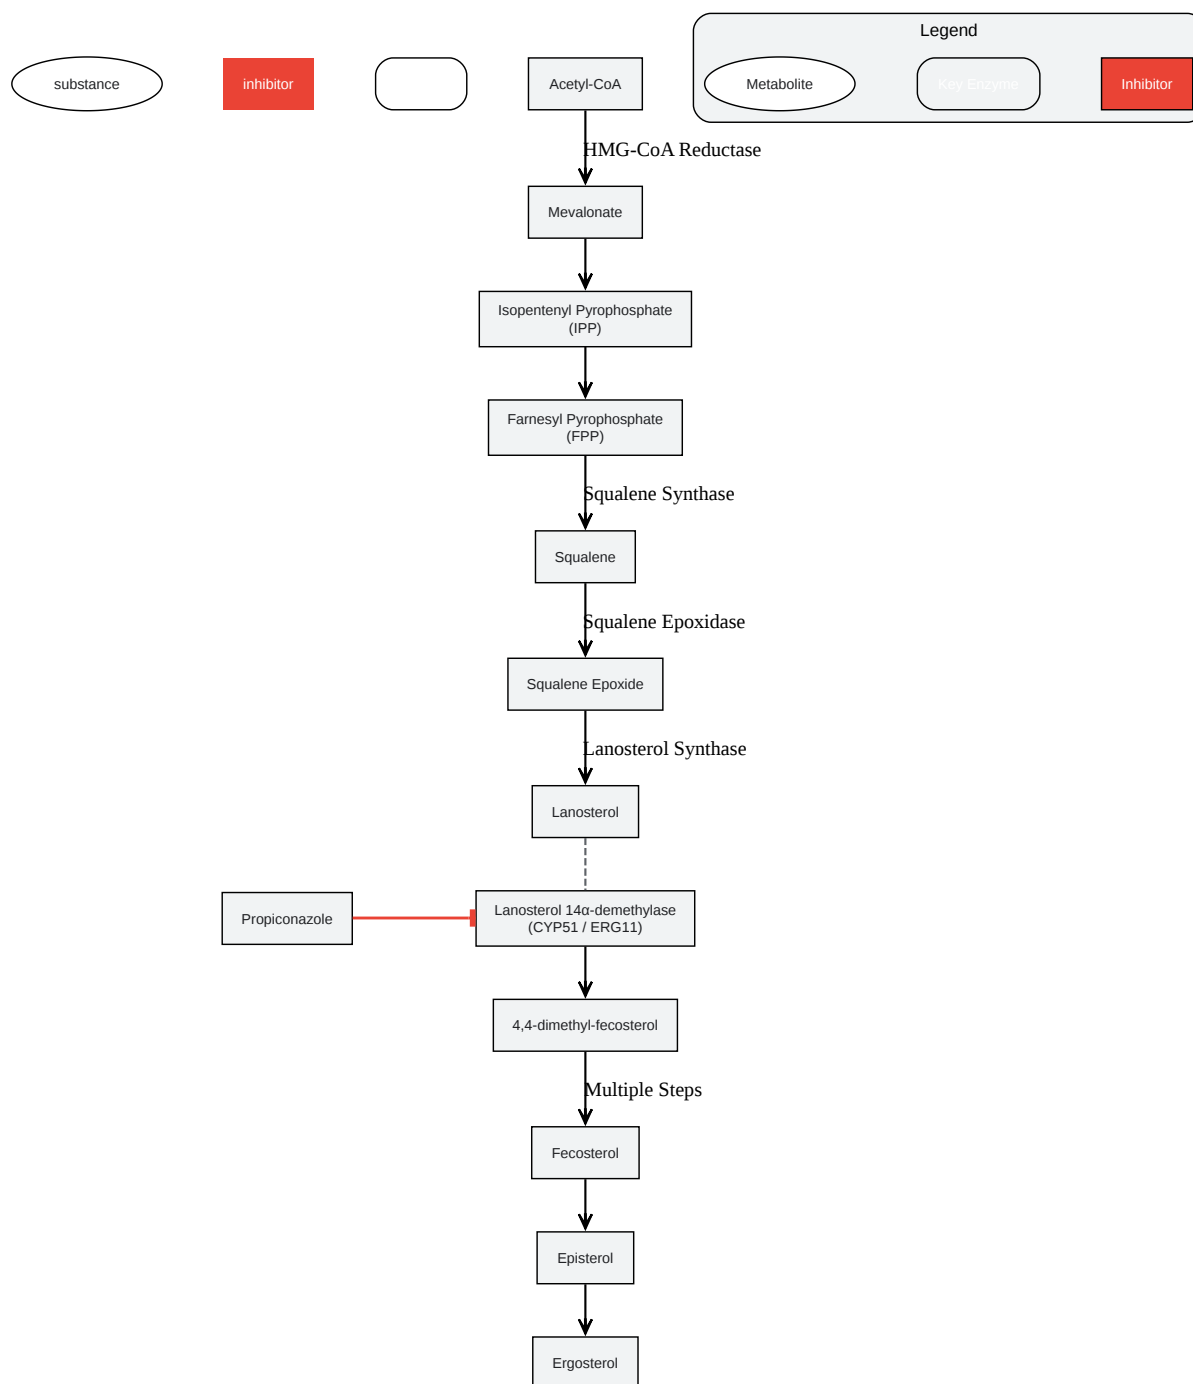 Legend
substance
inhibitor
Acetyl-CoA
Metabolite
Key Enzyme
Inhibitor
HMG-CoA Reductase
Mevalonate
Isopentenyl Pyrophosphate
(IPP)
Farnesyl Pyrophosphate
(FPP)
Squalene Synthase
Squalene
Squalene Epoxidase
Squalene Epoxide
Lanosterol Synthase
Lanosterol
Propiconazole
Lanosterol 14α-demethylase
(CYP51 / ERG11)
4,4-dimethyl-fecosterol
Multiple Steps
Fecosterol
Episterol
Ergosterol